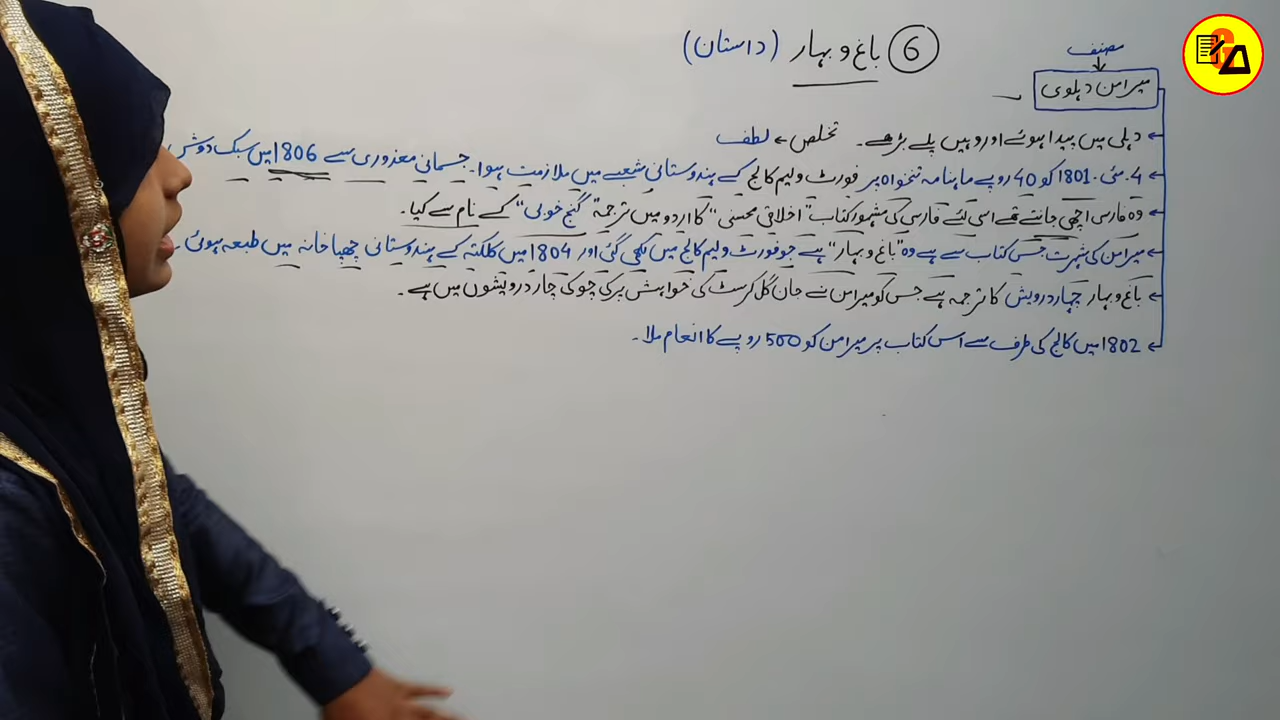 6 باغ و بہار (داستان)
مصنف
میر امن دہلوی
دہلی میں پیدا ہوئے اور وہیں پلے بڑھے۔ تخلص ← لطف
4۔ مئی۔ 1801 کو 40 روپے ماہنامہ تنخواہ پر فورٹ ولیم کالج کے ہندوستانی شعبے میں ملازمت ہوا۔ جسمانی معذوری سے 1806 میں سبک دوش
وہ فارسی اچھی جانتے تھے اسی لئے فارسی کی مشہور کتاب "اخلاقِ محسنی" کا اردو میں ترجمہ "گنج خوبی" کے نام سے کیا۔
میر امن کی شہرت جس کتاب سے ہے وہ "باغ و بہار" ہے جو فورٹ ولیم کالج میں لکھی گئی اور 1804 میں کلکتہ کے ہندوستانی چھاپا خانہ میں طبعہ ہوئی۔
باغ و بہار چہار درویش کا ترجمہ ہے جس کو میر امن نے جان گل کرسٹ کی خواہش پر کی جو کی چار درویشوں میں ہے۔
1802 میں کالج کی طرف سے اس کتاب پر میر امن کو 500 روپے کا انعام ملا۔